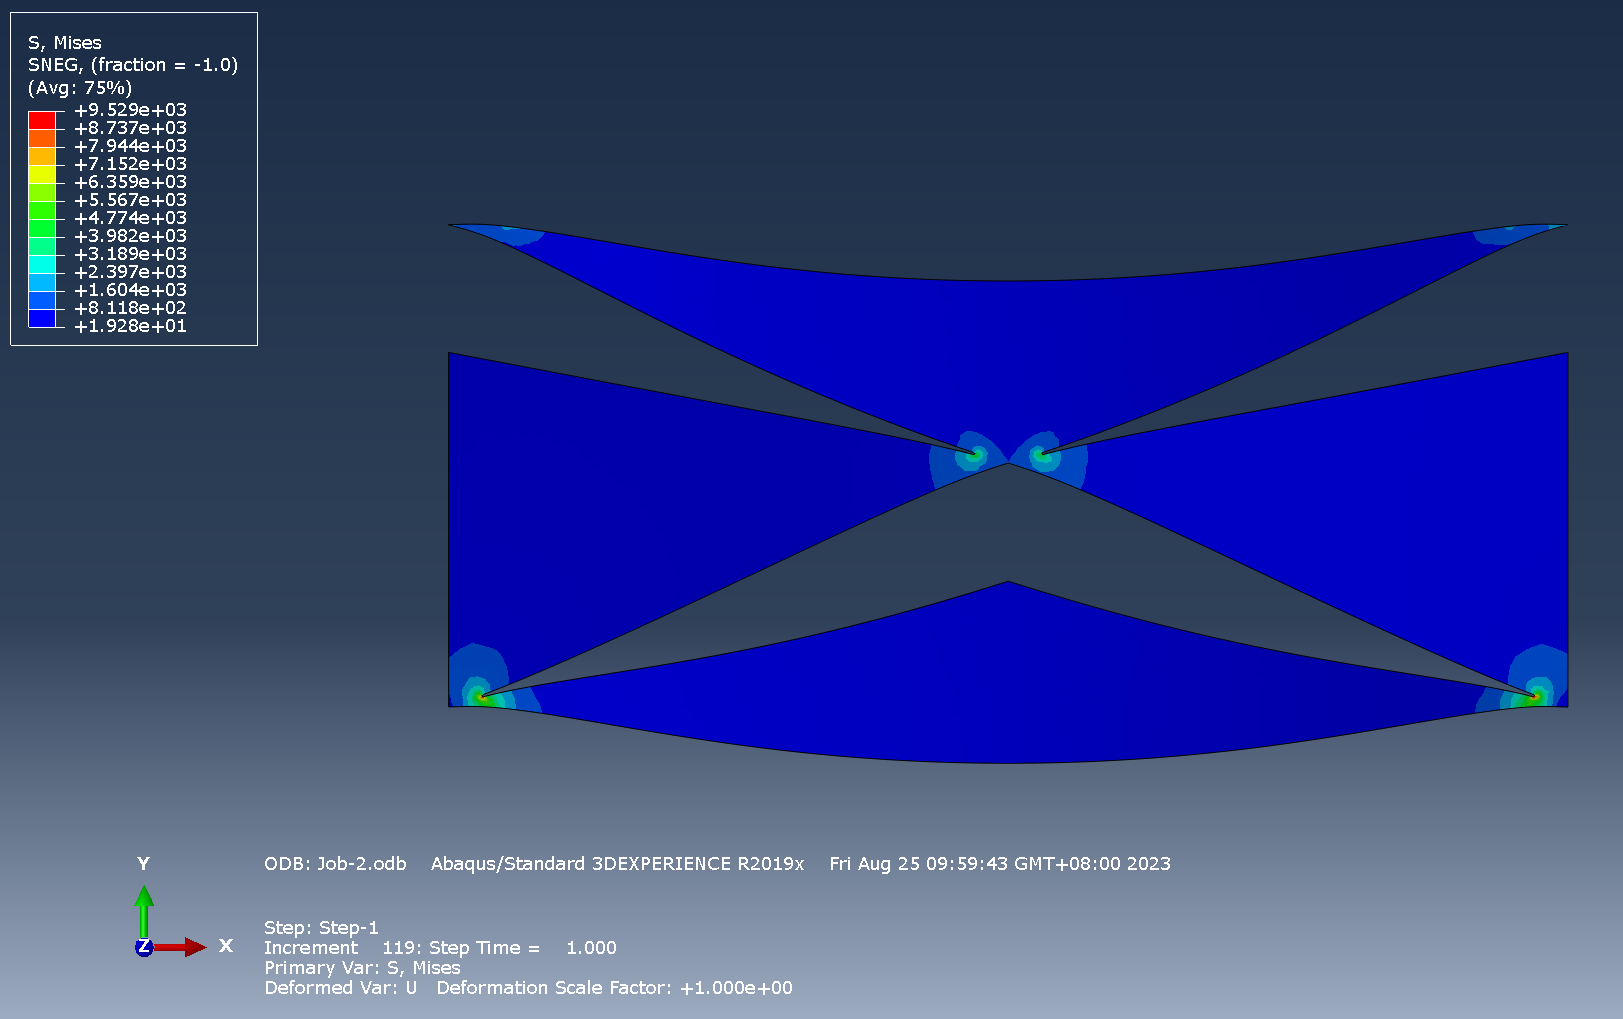 S, Mises
SNEG, (fraction = -1.0)
(Avg: 75%)
+9.529e+03
+8.737e+03
+7.944e+03
+7.152e+03
+6.359e+03
+5.567e+03
+4.774e+03
+3.982e+03
+3.189e+03
+2.397e+03
+1.604e+03
+8.118e+02
+1.928e+01
Y
Z
X
ODB: Job-2.odb Abaqus/Standard 3DEXPERIENCE R2019x Fri Aug 25 09:59:43 GMT+08:00 2023
Step: Step-1
Increment 119: Step Time = 1.000
Primary Var: S, Mises
Deformed Var: U Deformation Scale Factor: +1.000e+00